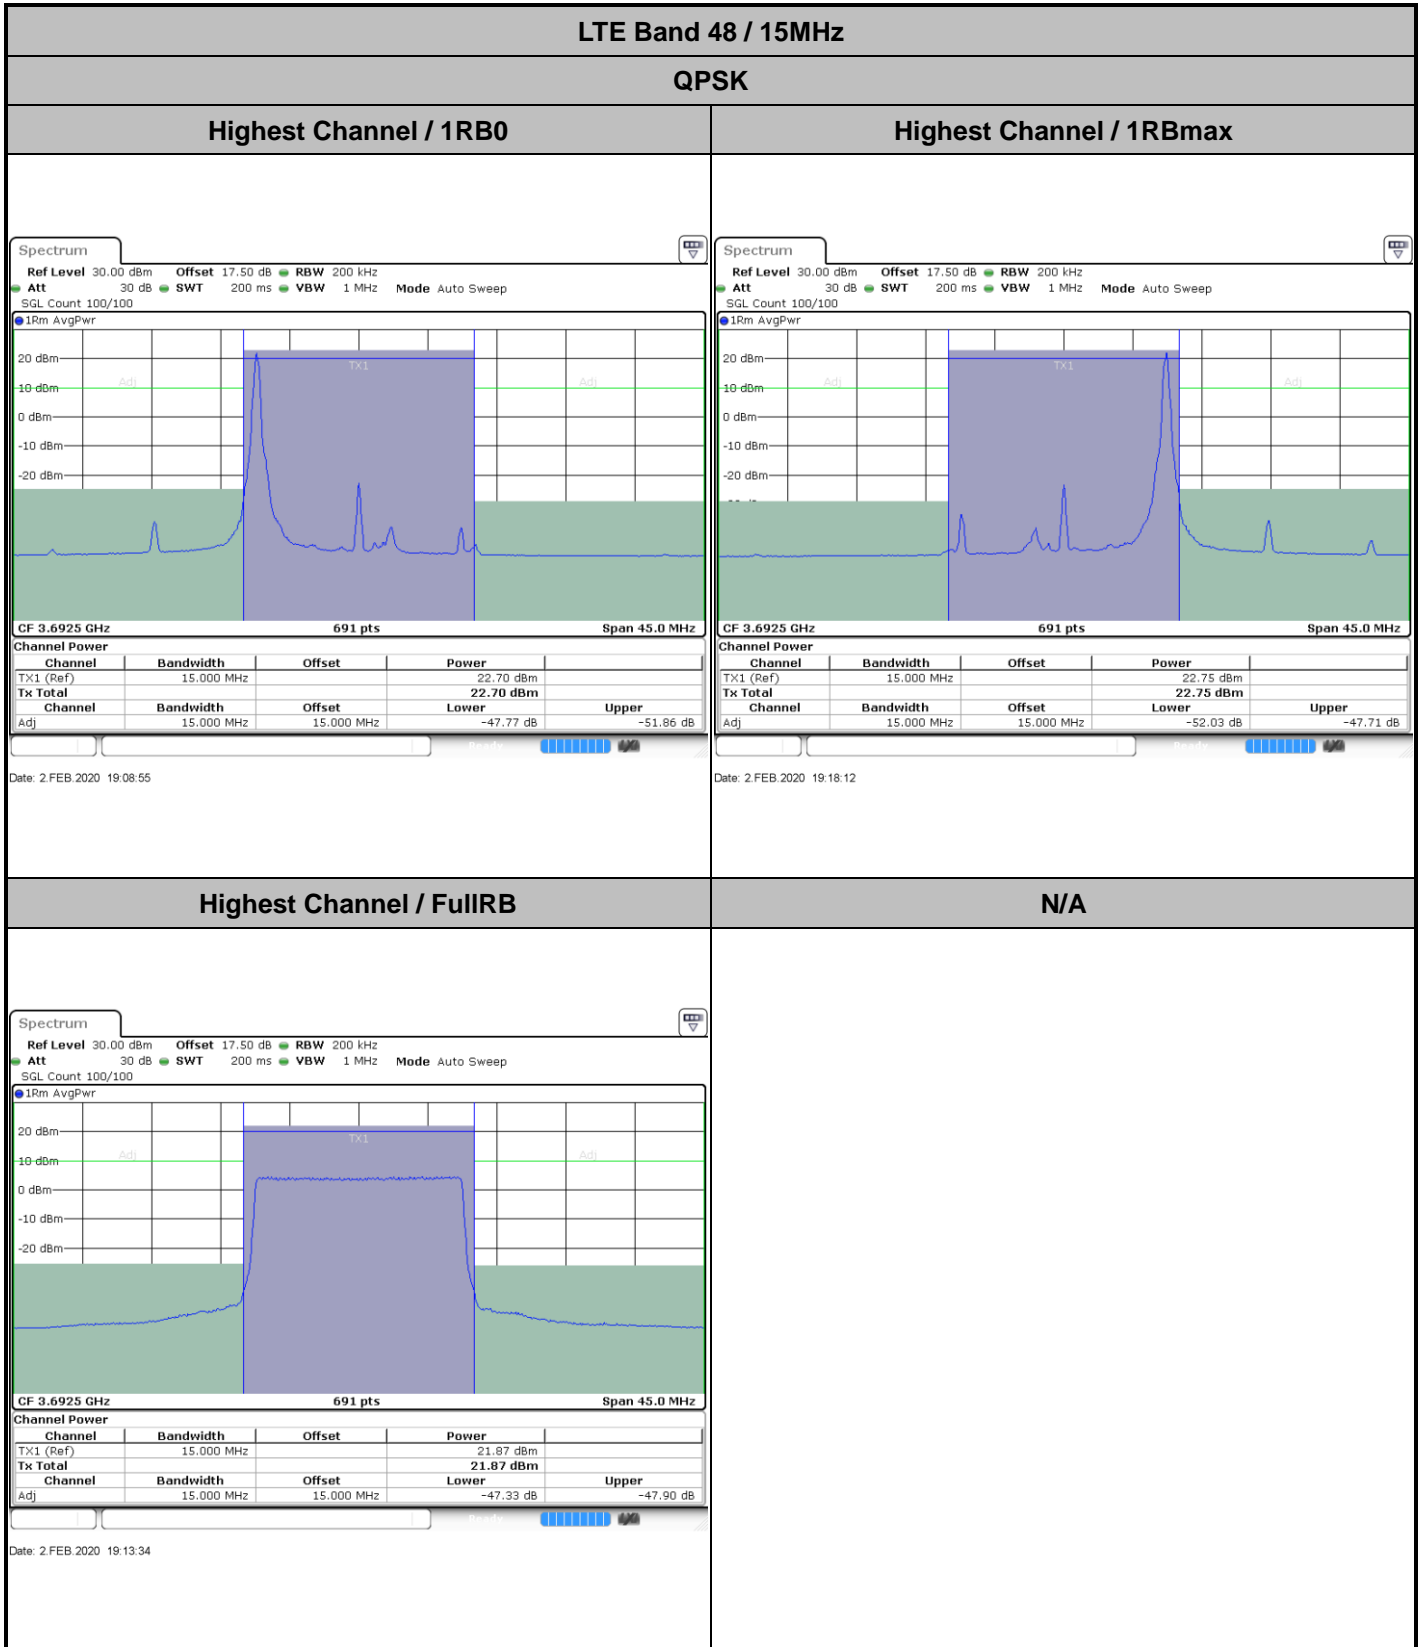 LTE Band 48 / 15MHz
QPSK
Highest Channel / 1RB0
Highest Channel / 1RBmax
Spectrum
Ref Level 30.00 dBm Offset 17.50 dB RBW 200 kHz
Att 30 dB SWT 200 ms VBW 1 MHz Mode Auto Sweep
SGL Count 100/100
1Rm AvgPwr
20 dBm
10 dBm
0 dBm
-10 dBm
-20 dBm
Adj
TX1
Adj
CF 3.6925 GHz 691 pts Span 45.0 MHz
Channel Power
Channel Bandwidth Offset Power
TX1 (Ref) 15.000 MHz 22.70 dBm
Tx Total 22.70 dBm
Channel Bandwidth Offset Lower Upper
Adj 15.000 MHz 15.000 MHz -47.77 dB -51.86 dB
Ready
Date: 2.FEB.2020 19:08:55
Spectrum
Ref Level 30.00 dBm Offset 17.50 dB RBW 200 kHz
Att 30 dB SWT 200 ms VBW 1 MHz Mode Auto Sweep
SGL Count 100/100
1Rm AvgPwr
20 dBm
10 dBm
0 dBm
-10 dBm
-20 dBm
Adj
TX1
Adj
CF 3.6925 GHz 691 pts Span 45.0 MHz
Channel Power
Channel Bandwidth Offset Power
TX1 (Ref) 15.000 MHz 22.75 dBm
Tx Total 22.75 dBm
Channel Bandwidth Offset Lower Upper
Adj 15.000 MHz 15.000 MHz -52.03 dB -47.71 dB
Ready
Date: 2.FEB.2020 19:18:12
Highest Channel / FullRB
N/A
Spectrum
Ref Level 30.00 dBm Offset 17.50 dB RBW 200 kHz
Att 30 dB SWT 200 ms VBW 1 MHz Mode Auto Sweep
SGL Count 100/100
1Rm AvgPwr
20 dBm
10 dBm
0 dBm
-10 dBm
-20 dBm
Adj
TX1
Adj
CF 3.6925 GHz 691 pts Span 45.0 MHz
Channel Power
Channel Bandwidth Offset Power
TX1 (Ref) 15.000 MHz 21.87 dBm
Tx Total 21.87 dBm
Channel Bandwidth Offset Lower Upper
Adj 15.000 MHz 15.000 MHz -47.33 dB -47.90 dB
Ready
Date: 2.FEB.2020 19:13:34